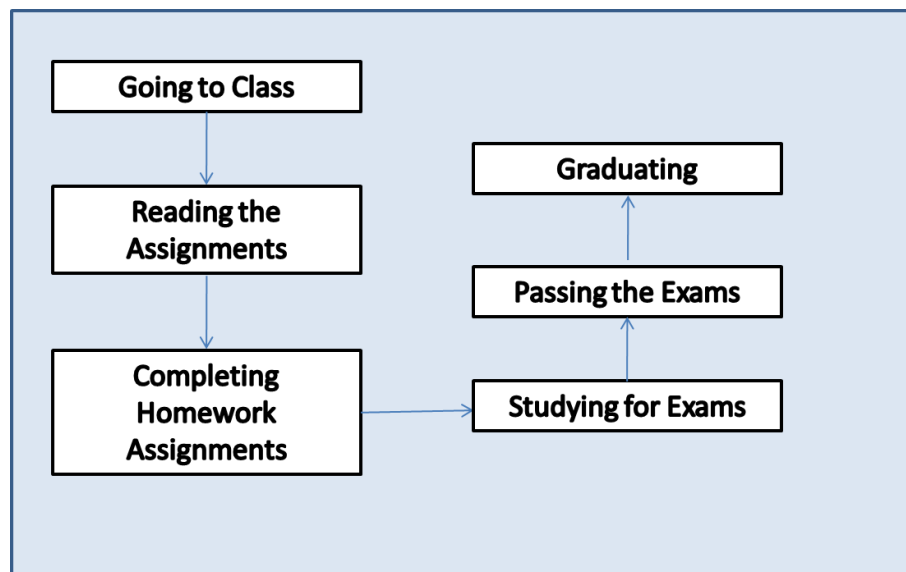 Going to Class
Reading the
Assignments
Completing
Homework
Assignments
Studying for Exams
Passing the Exams
Graduating